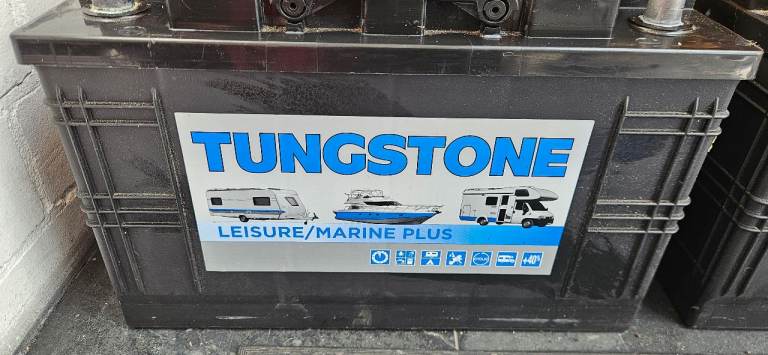 TUNGSTONE
LEISURE/MARINE PLUS
+40%